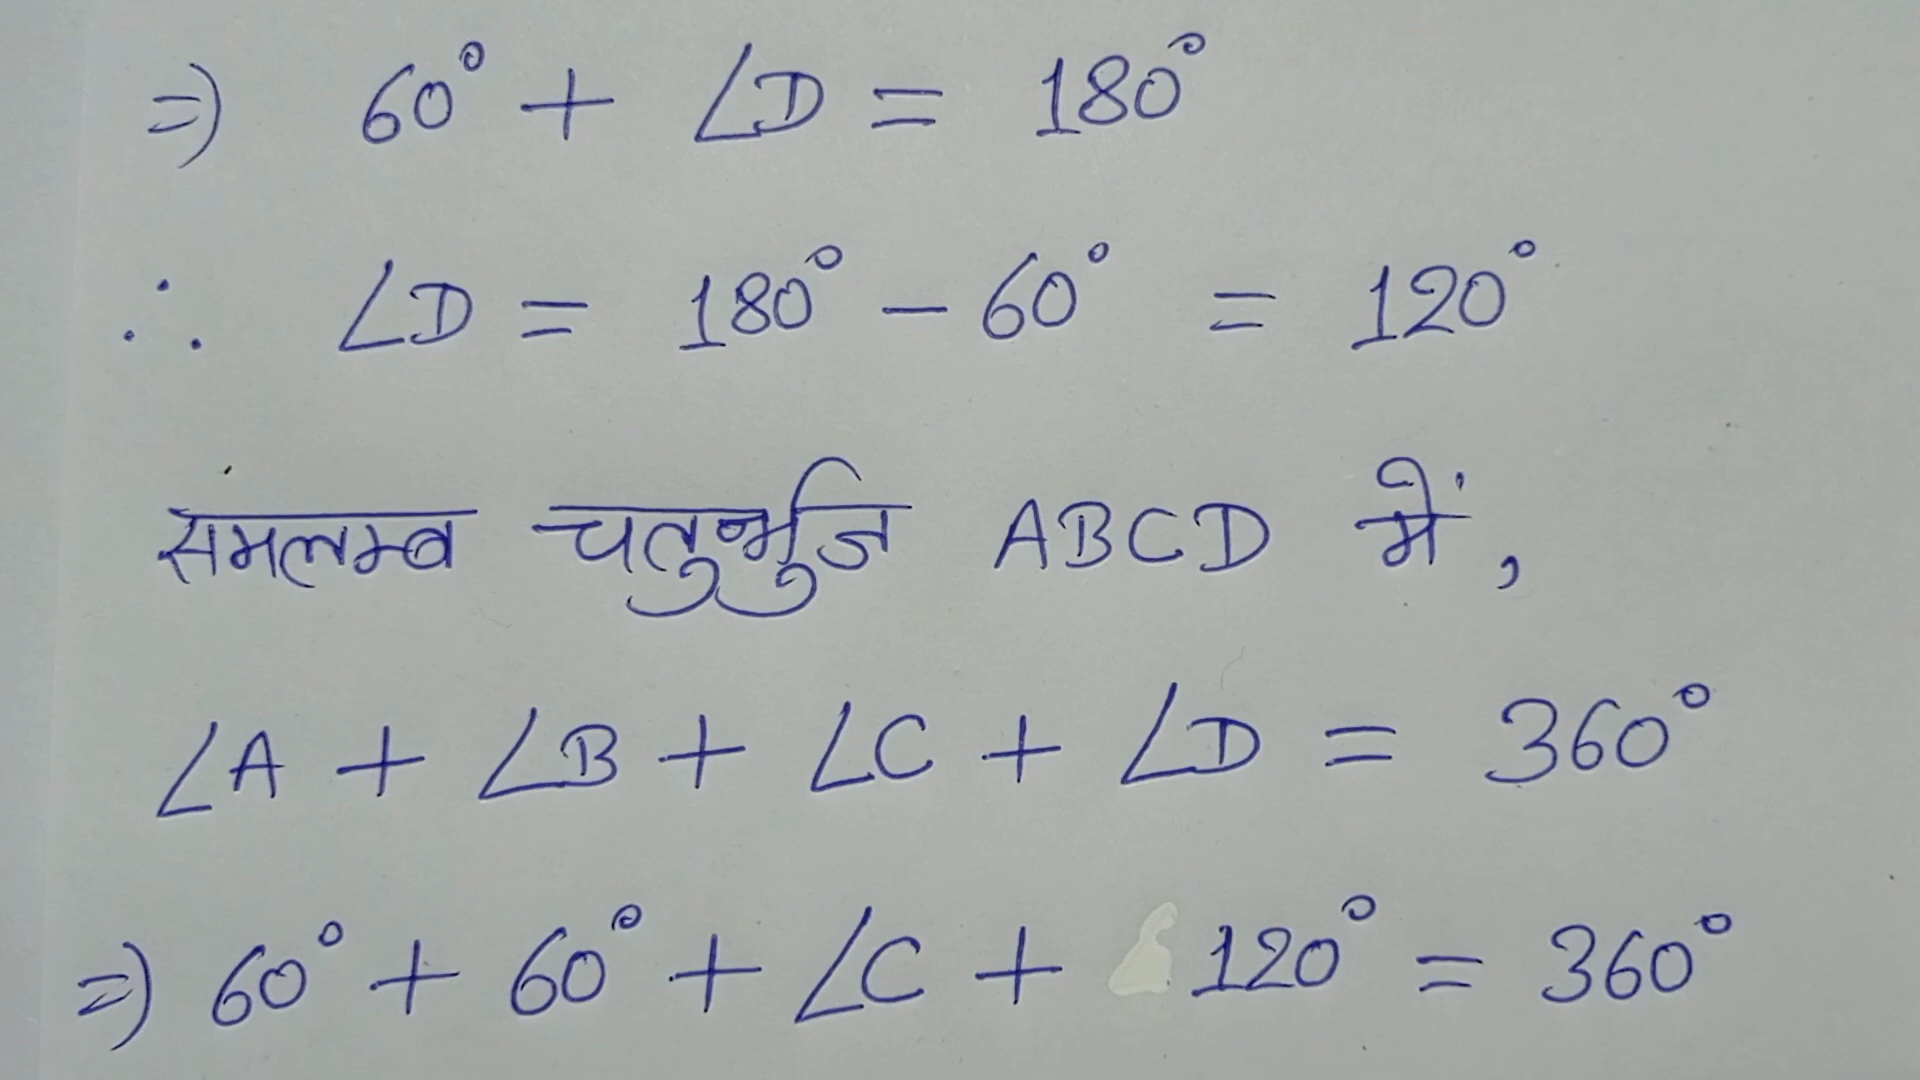 ⇒ 60° + ∠D = 180°
∴ ∠D = 180° - 60° = 120°
समलम्ब चतुर्भुज ABCD में,
∠A + ∠B + ∠C + ∠D = 360°
⇒ 60° + 60° + ∠C + 120° = 360°